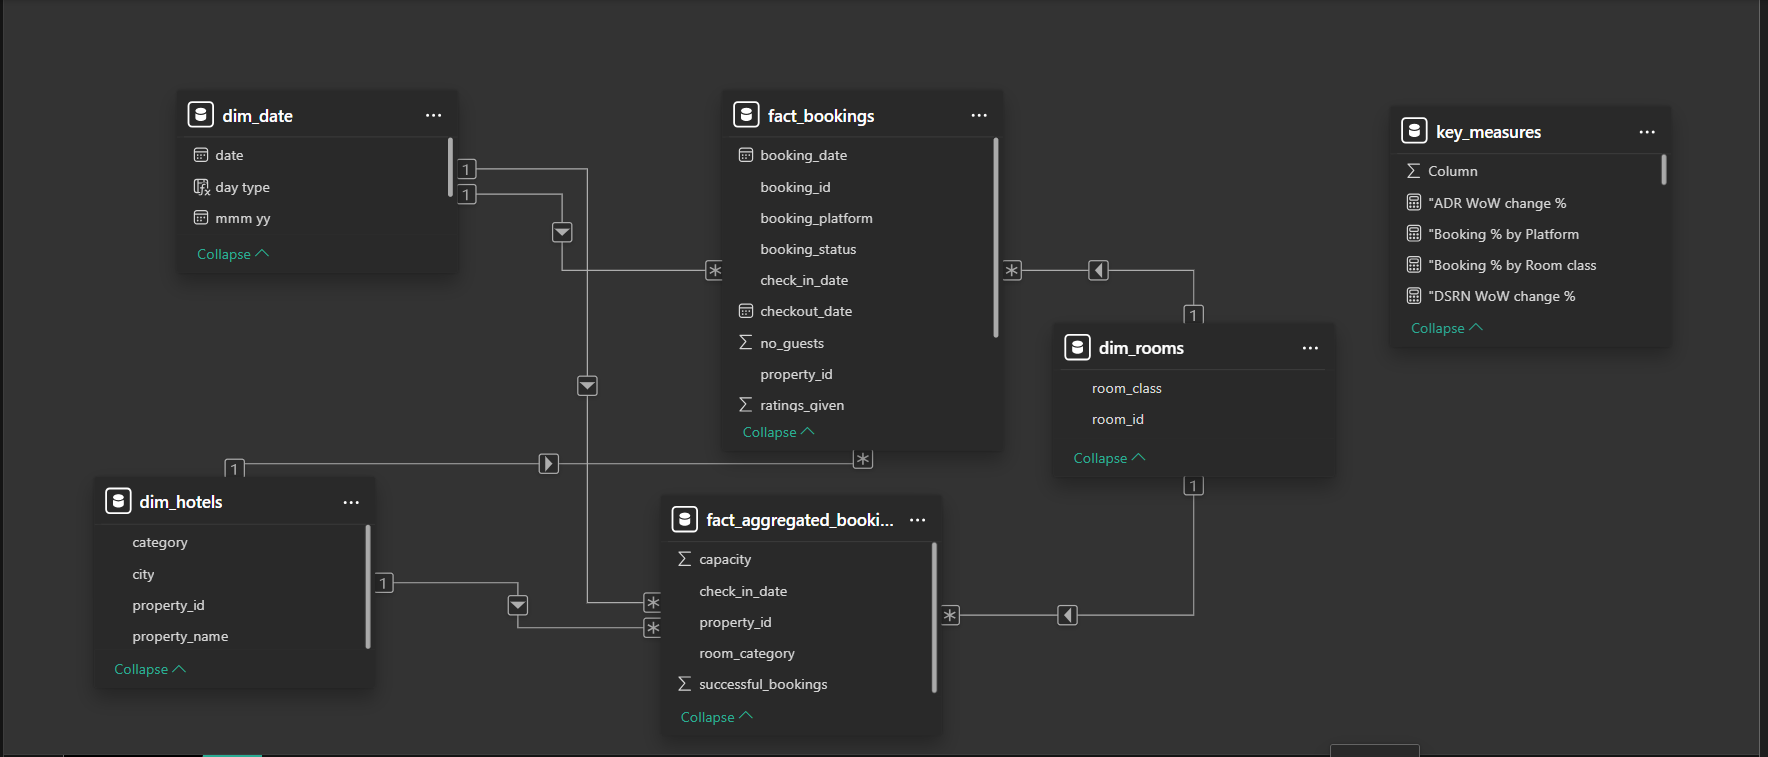 dim_date
date
day type
mmm yy
Collapse
1
1
fact_bookings
booking_date
booking_id
booking_platform
booking_status
check_in_date
checkout_date
no_guests
property_id
ratings_given
Collapse
*
*
*
key_measures
Column
"ADR WoW change %
"Booking % by Platform
"Booking % by Room class
"DSRN WoW change %
Collapse
1
dim_rooms
room_class
room_id
Collapse
1
1
dim_hotels
category
city
property_id
property_name
Collapse
1
fact_aggregated_booki...
capacity
check_in_date
property_id
room_category
successful_bookings
Collapse
*
*
*